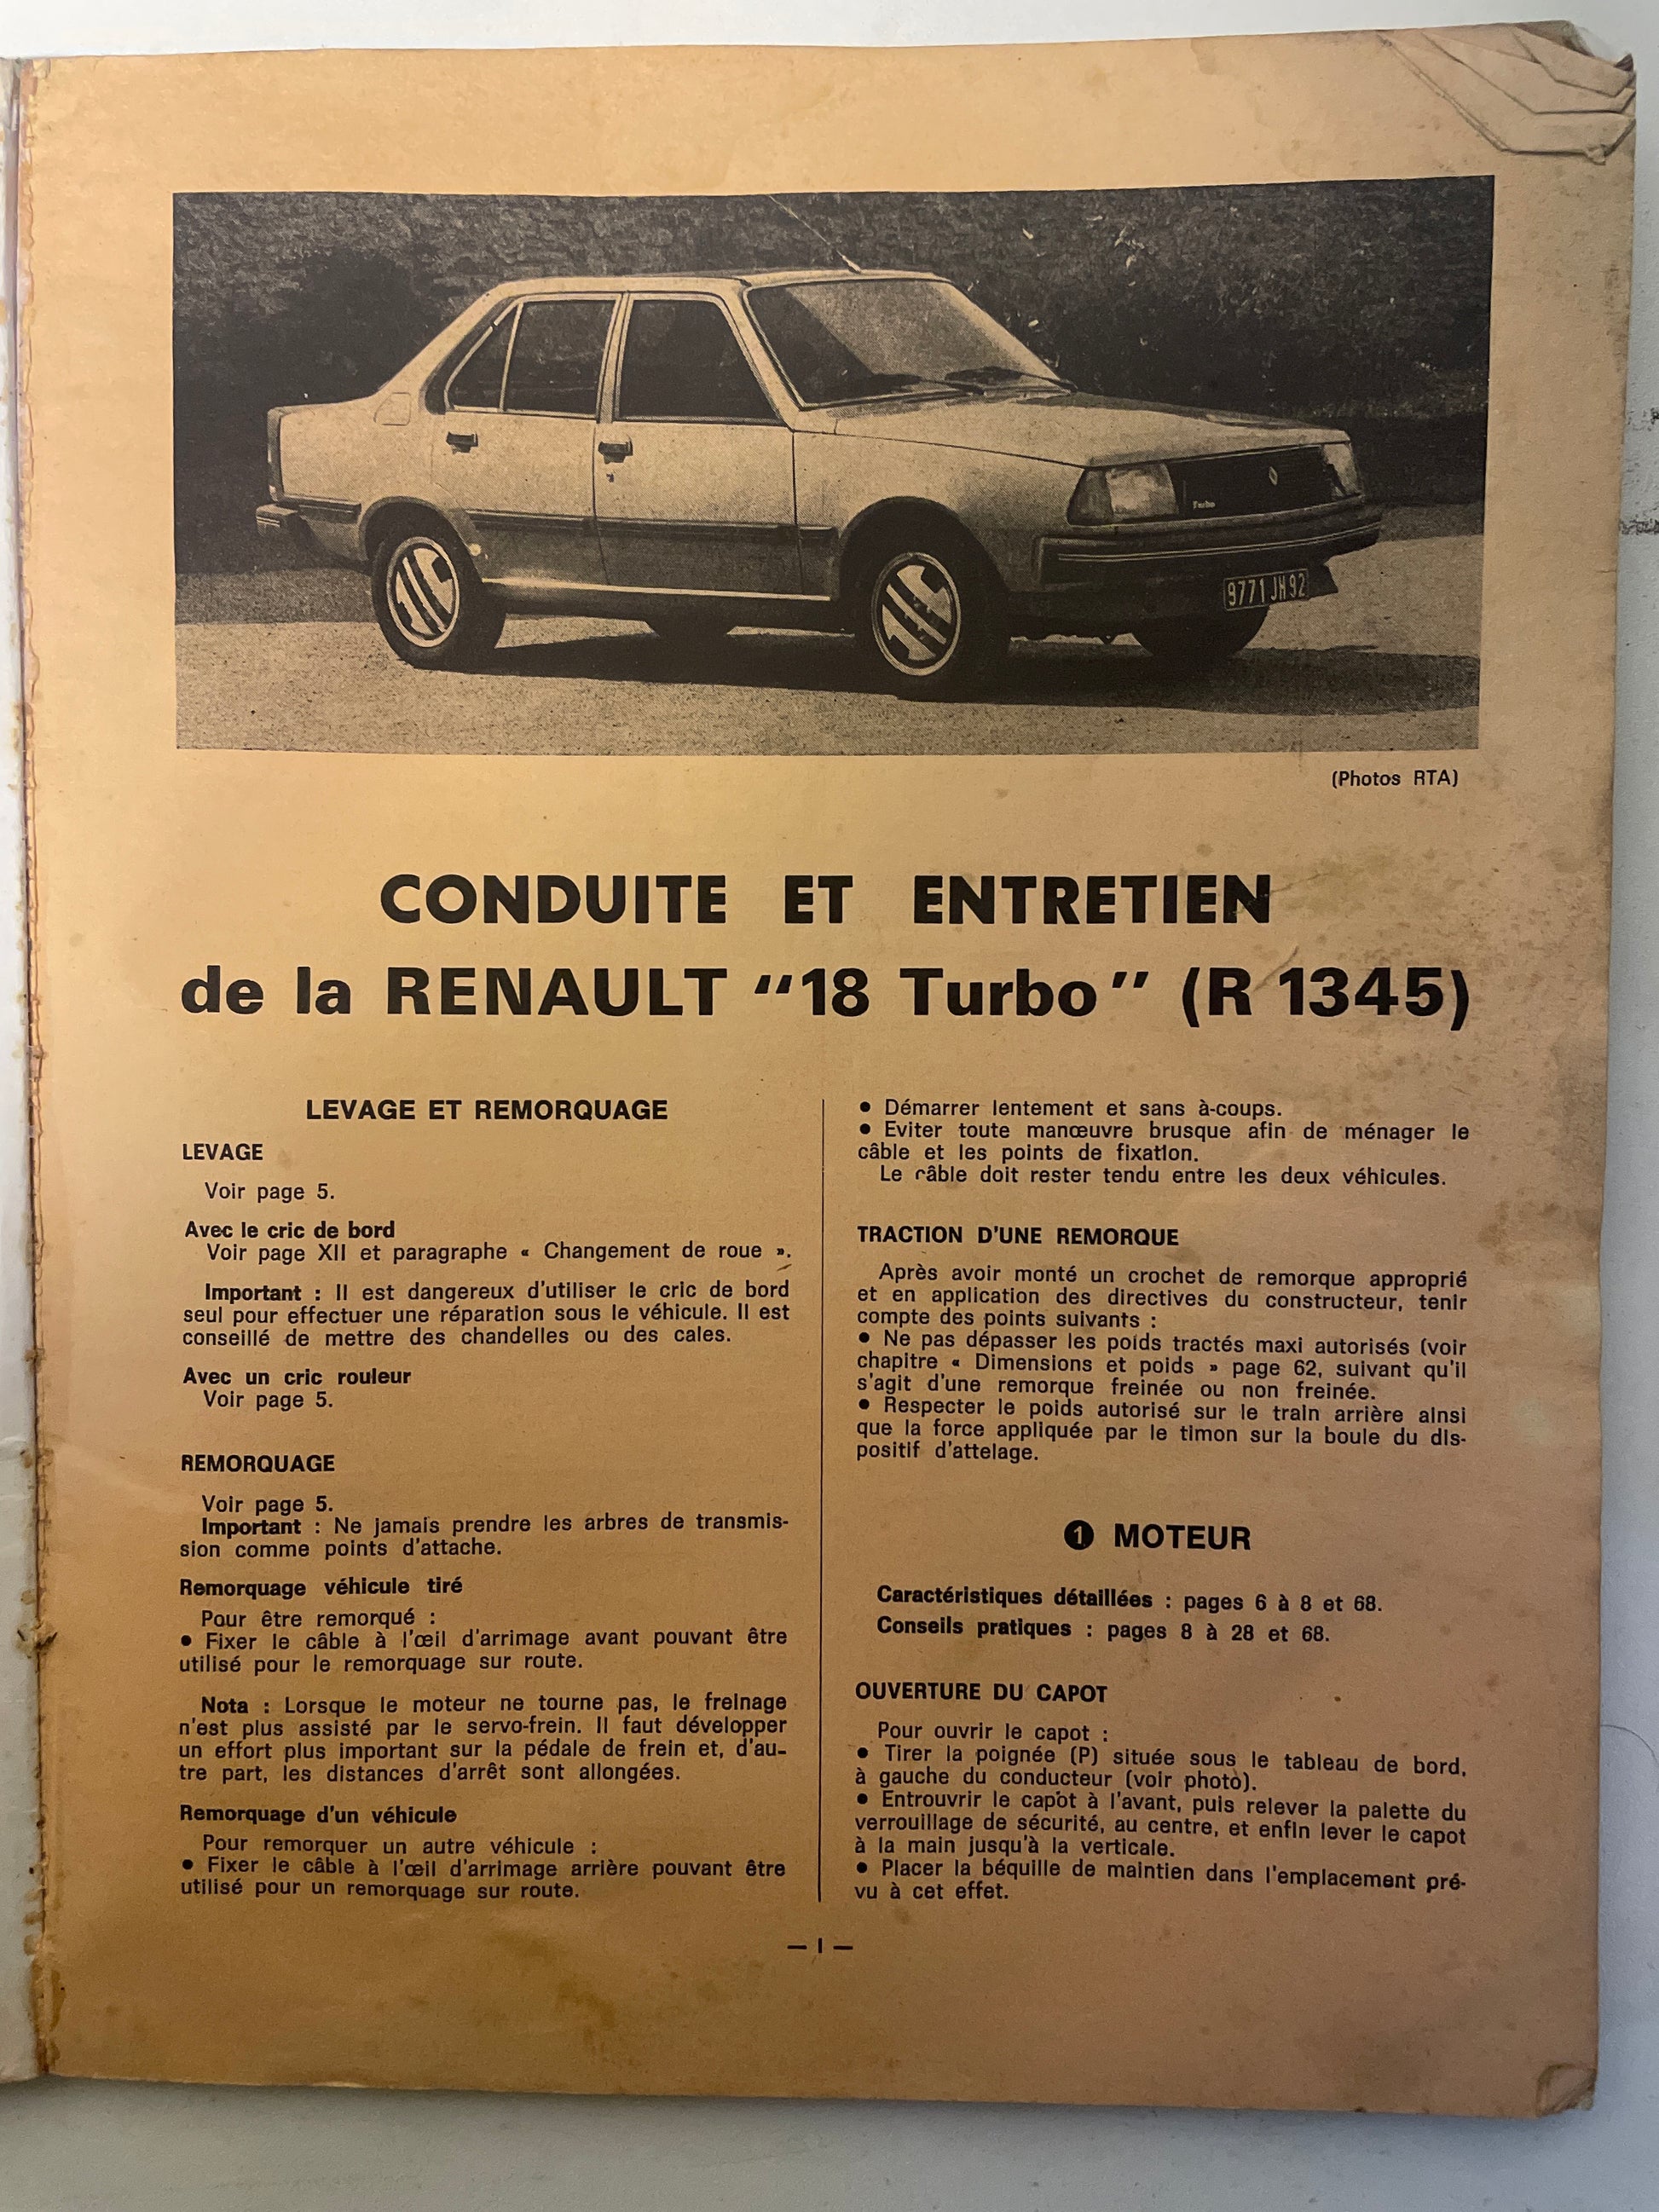 Turbo
9771 JH 92
(Photos RTA)
CONDUITE ET ENTRETIEN
de la RENAULT "18 Turbo" (R 1345)
LEVAGE ET REMORQUAGE
LEVAGE
Voir page 5.
Avec le cric de bord
Voir page XII et paragraphe « Changement de roue ».
Important : Il est dangereux d'utiliser le cric de bord
seul pour effectuer une réparation sous le véhicule. Il est
conseillé de mettre des chandelles ou des cales.
Avec un cric rouleur
Voir page 5.
REMORQUAGE
Voir page 5.
Important : Ne jamais prendre les arbres de transmis-
sion comme points d'attache.
Remorquage véhicule tiré
Pour être remorqué :
● Fixer le câble à l'œil d'arrimage avant pouvant être
utilisé pour le remorquage sur route.
Nota : Lorsque le moteur ne tourne pas, le freinage
n'est plus assisté par le servo-frein. Il faut développer
un effort plus important sur la pédale de frein et, d'au-
tre part, les distances d'arrêt sont allongées.
Remorquage d'un véhicule
Pour remorquer un autre véhicule :
● Fixer le câble à l'œil d'arrimage arrière pouvant être
utilisé pour un remorquage sur route.
● Démarrer lentement et sans à-coups.
● Eviter toute manœuvre brusque afin de ménager le
câble et les points de fixation.
Le câble doit rester tendu entre les deux véhicules.
TRACTION D'UNE REMORQUE
Après avoir monté un crochet de remorque approprié
et en application des directives du constructeur, tenir
compte des points suivants :
● Ne pas dépasser les poids tractés maxi autorisés (voir
chapitre « Dimensions et poids » page 62, suivant qu'il
s'agit d'une remorque freinée ou non freinée.
● Respecter le poids autorisé sur le train arrière ainsi
que la force appliquée par le timon sur la boule du dis-
positif d'attelage.
❶ MOTEUR
Caractéristiques détaillées : pages 6 à 8 et 68.
Conseils pratiques : pages 8 à 28 et 68.
OUVERTURE DU CAPOT
Pour ouvrir le capot :
● Tirer la poignée (P) située sous le tableau de bord,
à gauche du conducteur (voir photo).
● Entrouvrir le capot à l'avant, puis relever la palette du
verrouillage de sécurité, au centre, et enfin lever le capot
à la main jusqu'à la verticale.
● Placer la béquille de maintien dans l'emplacement pré-
vu à cet effet.
— I —